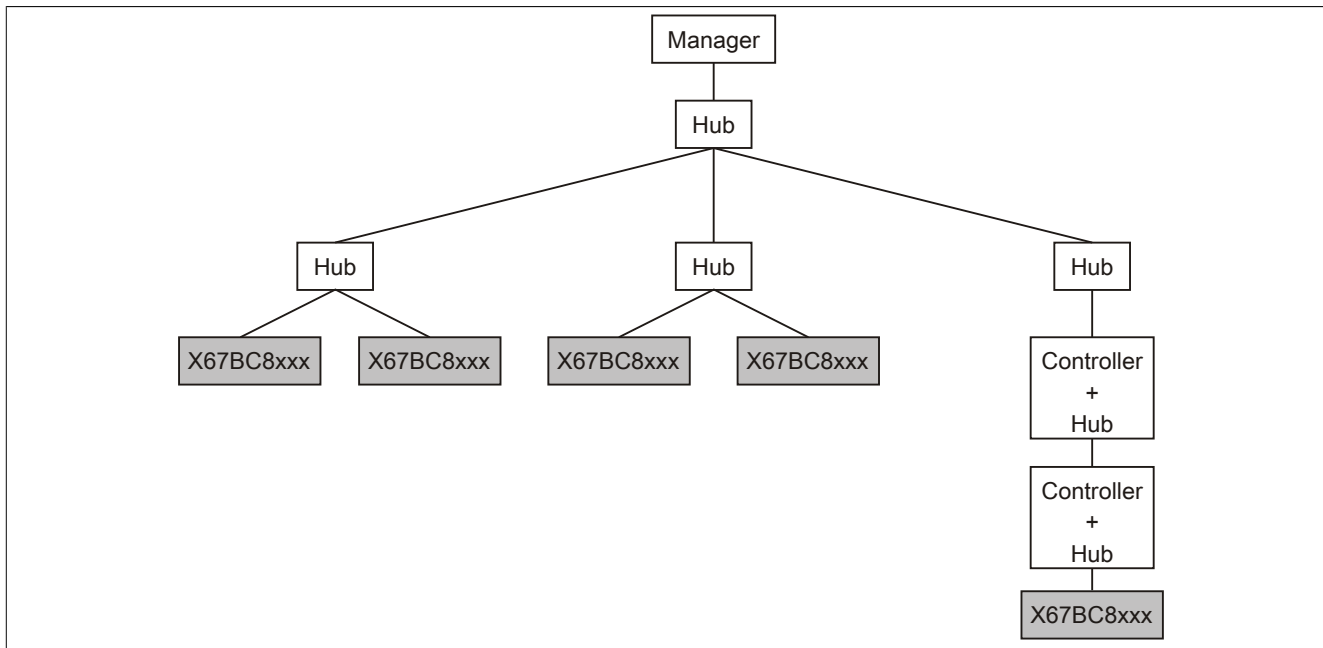 Manager
Hub
Hub
Hub
Hub
X67BC8xxx
X67BC8xxx
X67BC8xxx
X67BC8xxx
Controller
+
Hub
Controller
+
Hub
X67BC8xxx